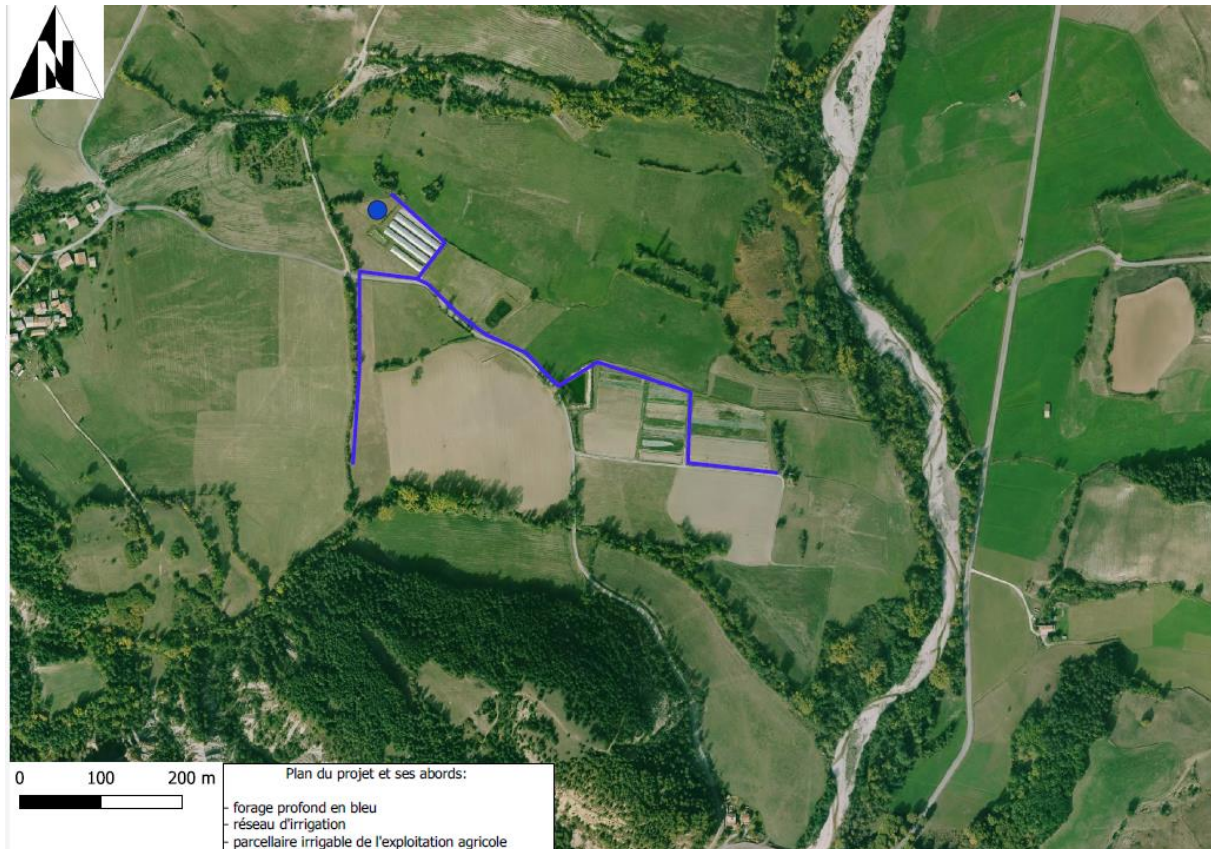 N
0 100 200 m
Plan du projet et ses abords:
- forage profond en bleu
- réseau d'irrigation
- parcellaire irrigable de l'exploitation agricole